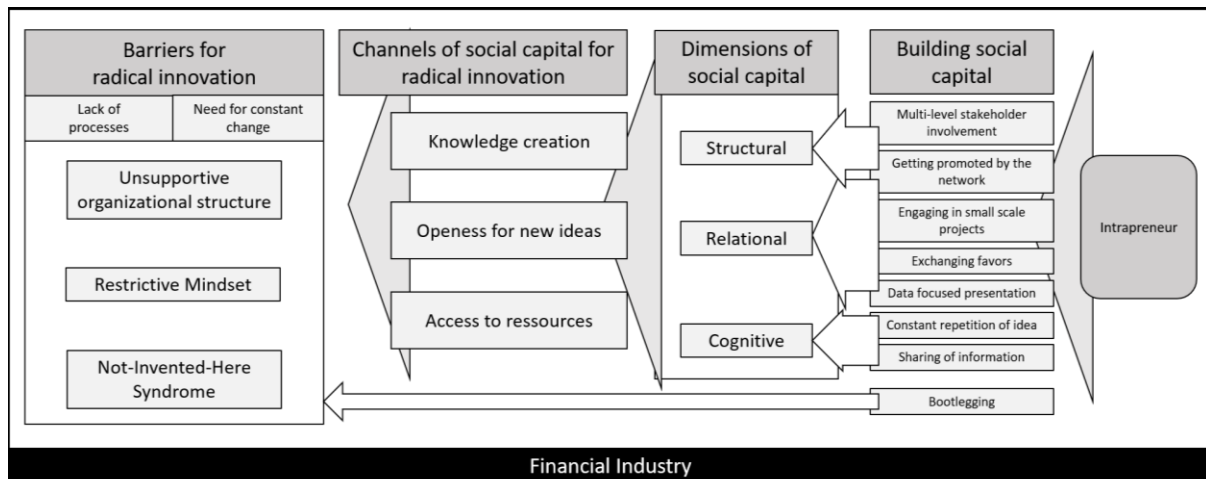 Barriers for
radical innovation
Lack of
processes
Need for constant
change
Unsupportive
organizational structure
Restrictive Mindset
Not-Invented-Here
Syndrome
Channels of social capital for
radical innovation
Knowledge creation
Openess for new ideas
Access to ressources
Dimensions of
social capital
Structural
Relational
Cognitive
Building social
capital
Multi-level stakeholder
involvement
Getting promoted by the
network
Engaging in small scale
projects
Exchanging favors
Data focused presentation
Constant repetition of idea
Sharing of information
Bootlegging
Intrapreneur
Financial Industry